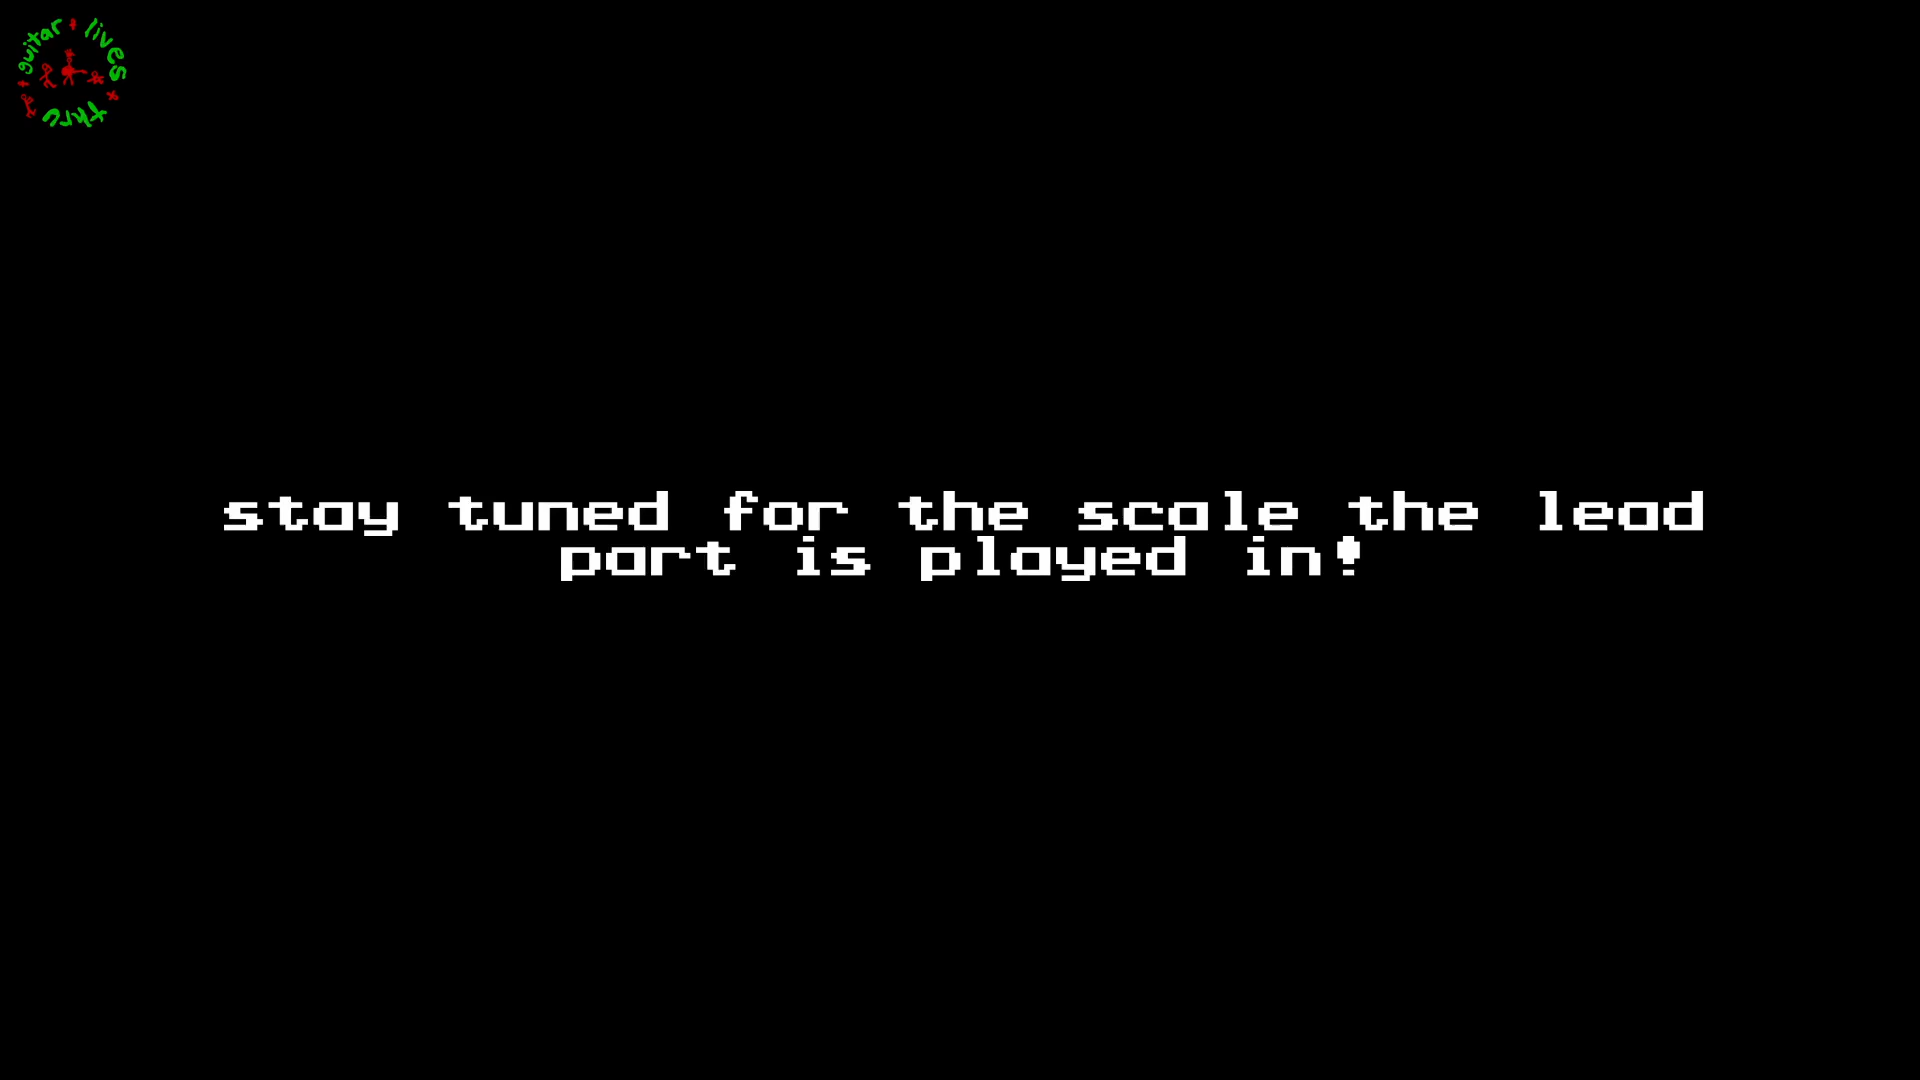 guitar lives thru
stay tuned for the scale the lead
part is played in!